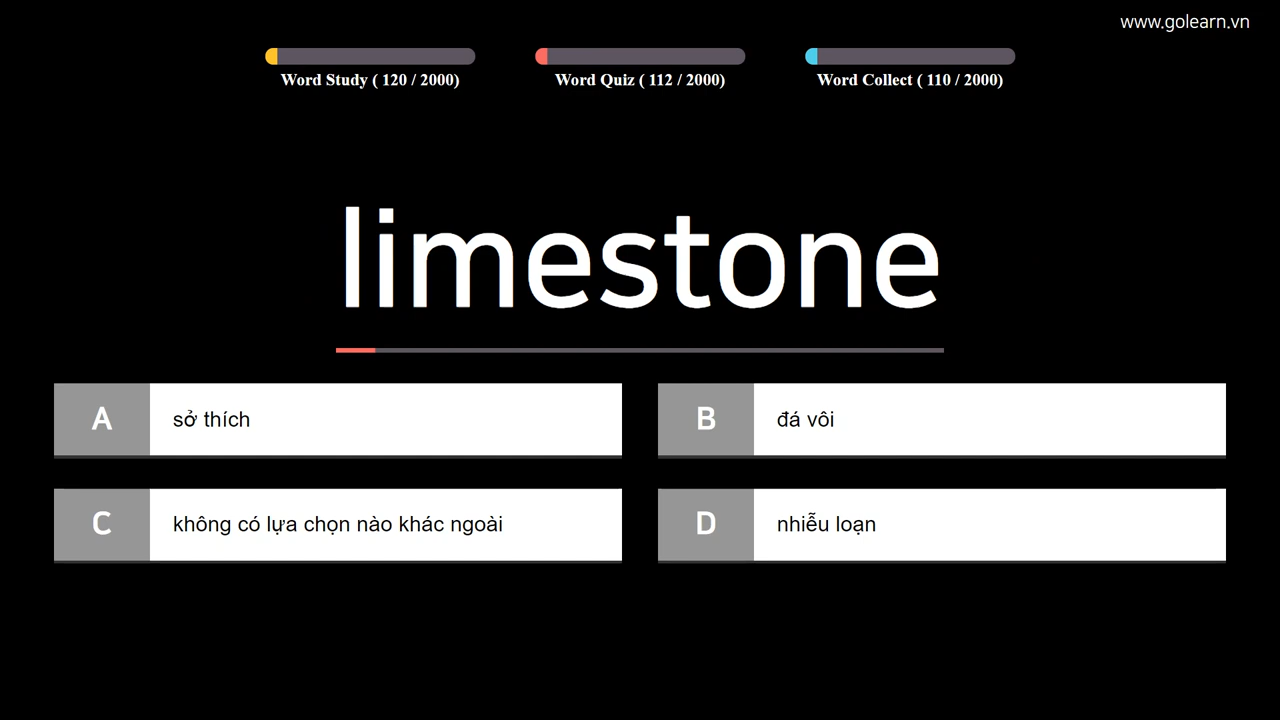 www.golearn.vn
Word Study ( 120 / 2000)
Word Quiz ( 112 / 2000)
Word Collect ( 110 / 2000)
limestone
A sở thích
B đá vôi
C không có lựa chọn nào khác ngoài
D nhiễu loạn